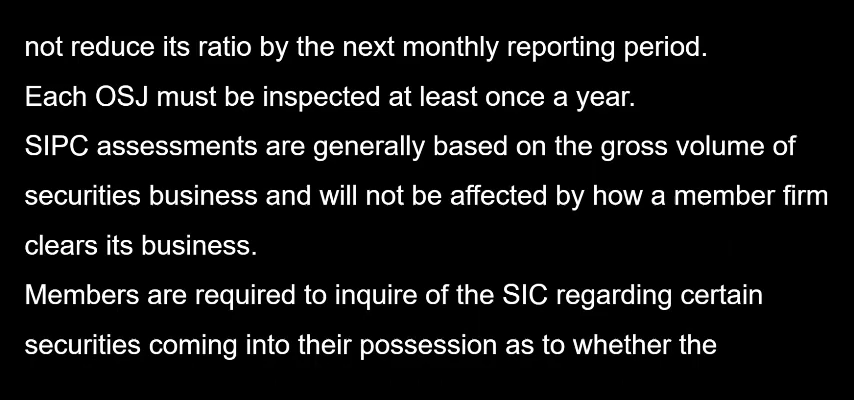 not reduce its ratio by the next monthly reporting period.
Each OSJ must be inspected at least once a year.
SIPC assessments are generally based on the gross volume of
securities business and will not be affected by how a member firm
clears its business.
Members are required to inquire of the SIC regarding certain
securities coming into their possession as to whether the